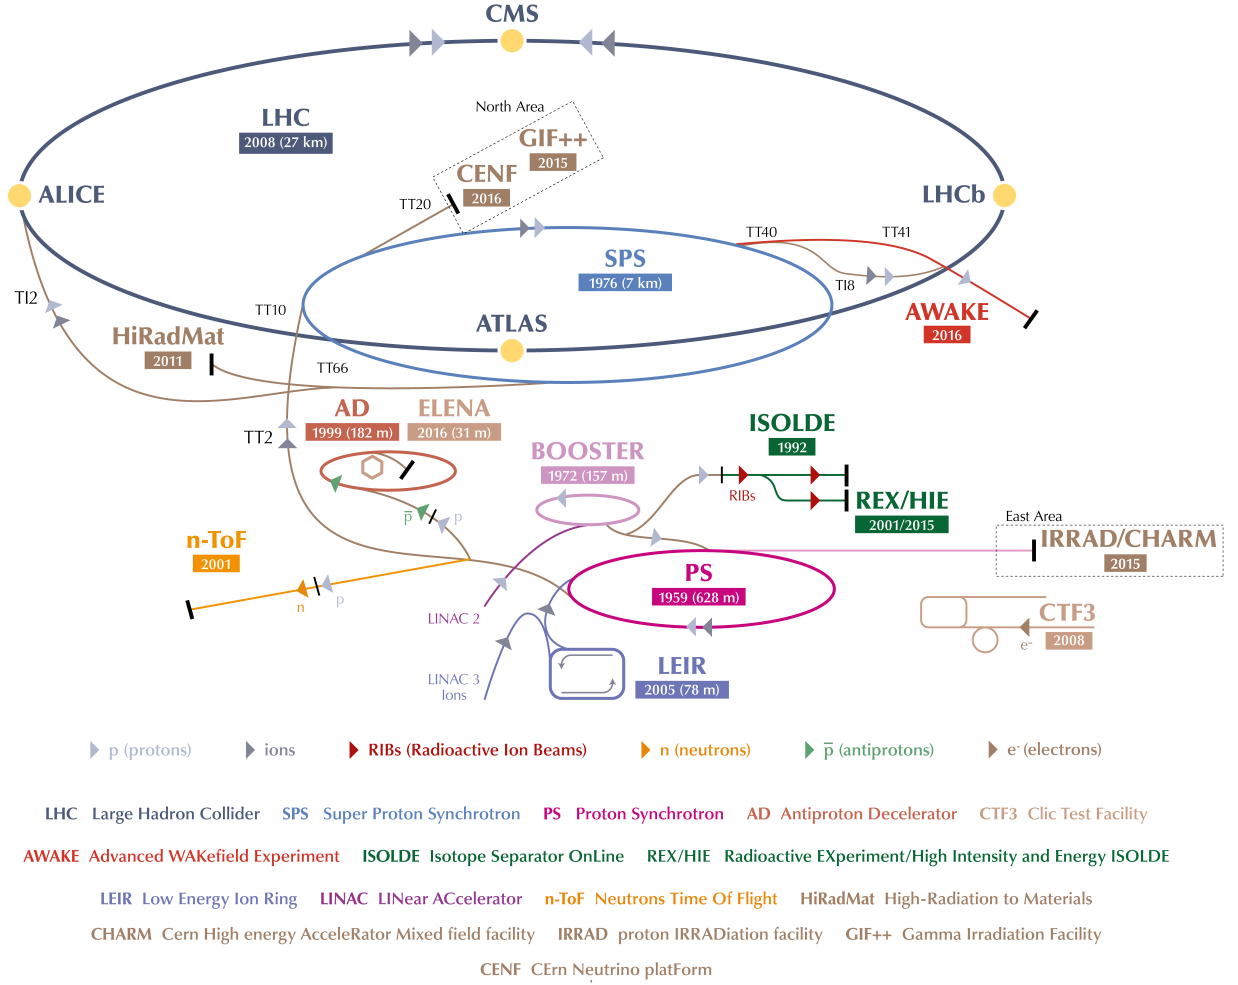 CMS
LHC
2008 (27 km)
North Area
GIF++
2015
CENF
2016
ALICE
LHCb
TT20
TT40
TT41
SPS
1976 (7 km)
TI8
TI2
TT10
AWAKE
2016
ATLAS
HiRadMat
2011
TT66
AD
1999 (182 m)
ELENA
2016 (31 m)
TT2
BOOSTER
1972 (157 m)
ISOLDE
1992
RIBs
REX/HIE
2001/2015
p̅
p
East Area
IRRAD/CHARM
2015
n-ToF
2001
n
p
PS
1959 (628 m)
LINAC 2
CTF3
2008
e-
LINAC 3
Ions
LEIR
2005 (78 m)
p (protons) ions RIBs (Radioactive Ion Beams) n (neutrons) p̅ (antiprotons) e- (electrons)
LHC Large Hadron Collider SPS Super Proton Synchrotron PS Proton Synchrotron AD Antiproton Decelerator CTF3 Clic Test Facility
AWAKE Advanced WAKefield Experiment ISOLDE Isotope Separator OnLine REX/HIE Radioactive EXperiment/High Intensity and Energy ISOLDE
LEIR Low Energy Ion Ring LINAC LINear ACcelerator n-ToF Neutrons Time Of Flight HiRadMat High-Radiation to Materials
CHARM Cern High energy AcceleRator Mixed field facility IRRAD proton IRRADiation facility GIF++ Gamma Irradiation Facility
CENF CErn Neutrino platForm